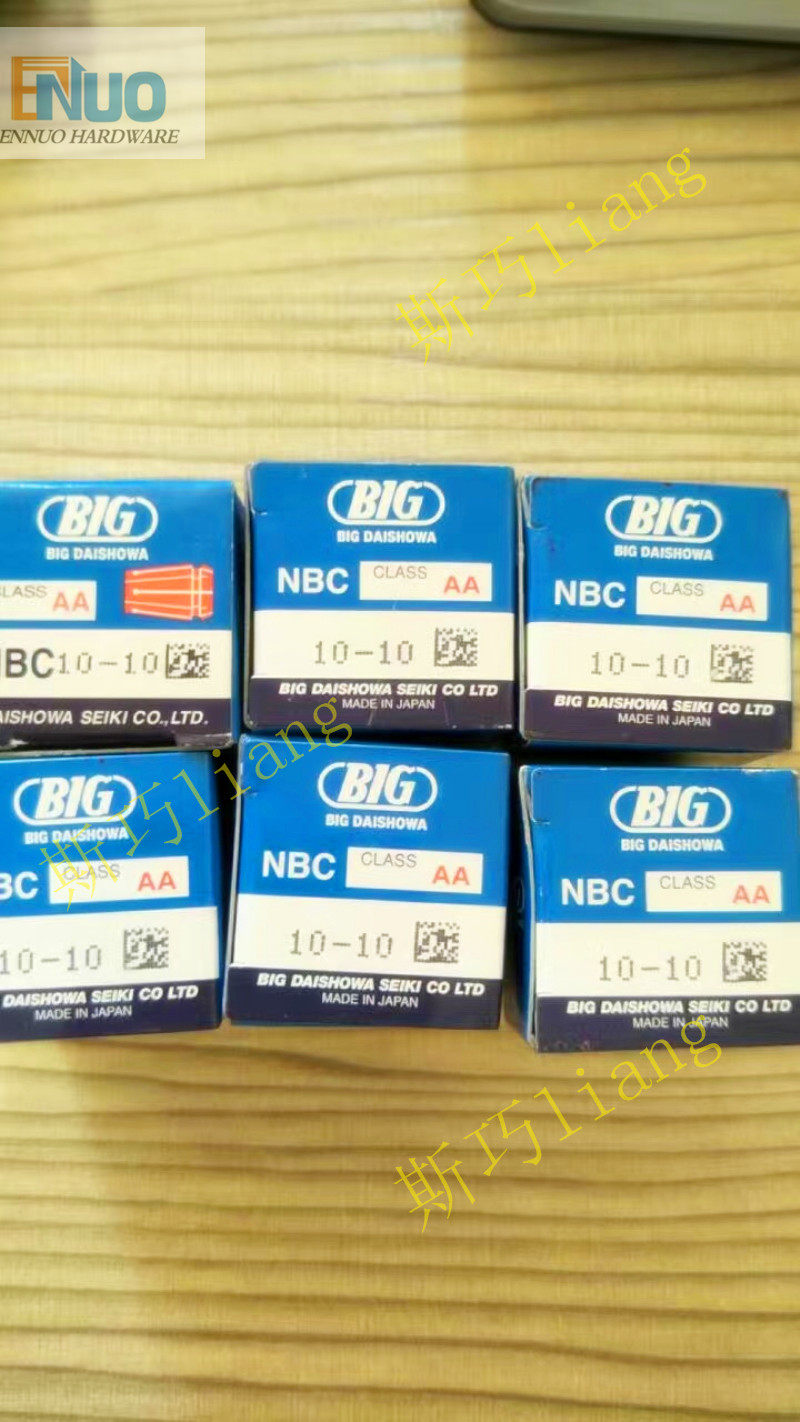 ENUO
ENNUO HARDWARE
斯巧liang
BIG
BIG DAISHOWA
CLASS AA
NBC10-10
DAISHOWA SEIKI CO.,LTD.
BIG
BIG DAISHOWA
NBC CLASS AA
10-10
BIG DAISHOWA SEIKI CO LTD
MADE IN JAPAN
BIG
BIG DAISHOWA
NBC CLASS AA
10-10
BIG DAISHOWA SEIKI CO LTD
MADE IN JAPAN
斯巧liang
BIG
BIG DAISHOWA
BC CLASS AA
10-10
DAISHOWA SEIKI CO LTD
MADE IN JAPAN
BIG
BIG DAISHOWA
NBC CLASS AA
10-10
BIG DAISHOWA SEIKI CO LTD
MADE IN JAPAN
BIG
BIG DAISHOWA
NBC CLASS AA
10-10
BIG DAISHOWA SEIKI CO LTD
MADE IN JAPAN
斯巧liang